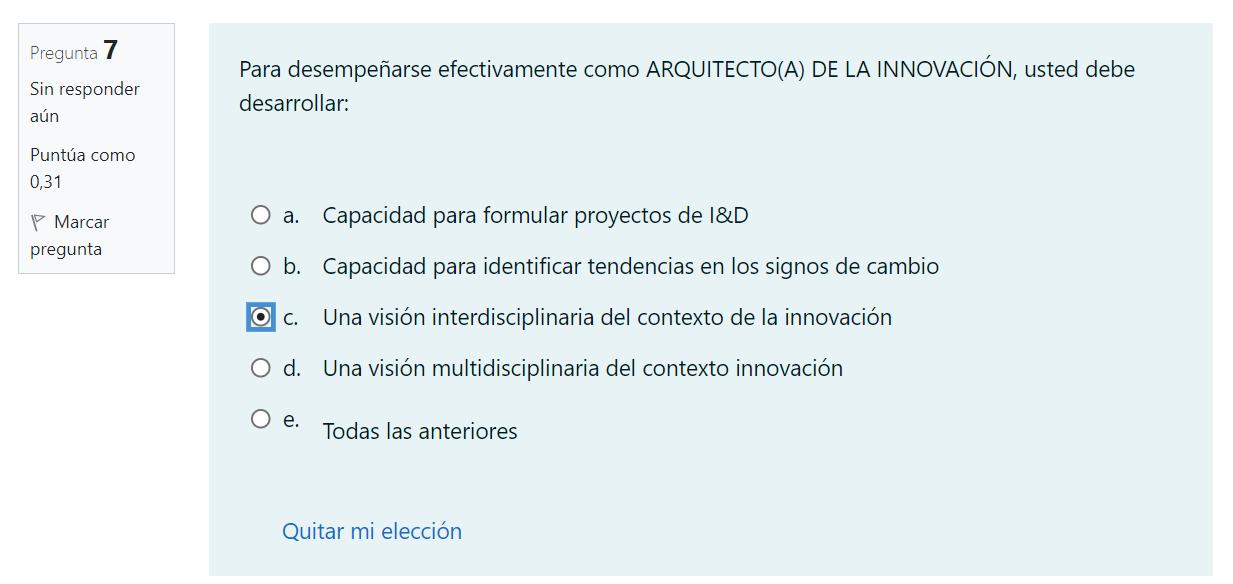 Pregunta 7
Sin responder
aún
Puntúa como
0,31
Marcar
pregunta
Para desempeñarse efectivamente como ARQUITECTO(A) DE LA INNOVACIÓN, usted debe
desarrollar:
a. Capacidad para formular proyectos de I&D
b. Capacidad para identificar tendencias en los signos de cambio
c. Una visión interdisciplinaria del contexto de la innovación
d. Una visión multidisciplinaria del contexto innovación
e. Todas las anteriores
Quitar mi elección